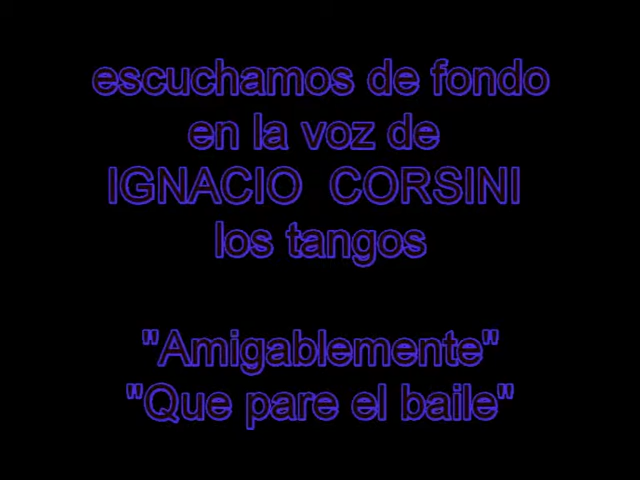 escuchamos de fondo
en la voz de
IGNACIO CORSINI
los tangos
"Amigablemente"
"Que pare el baile"